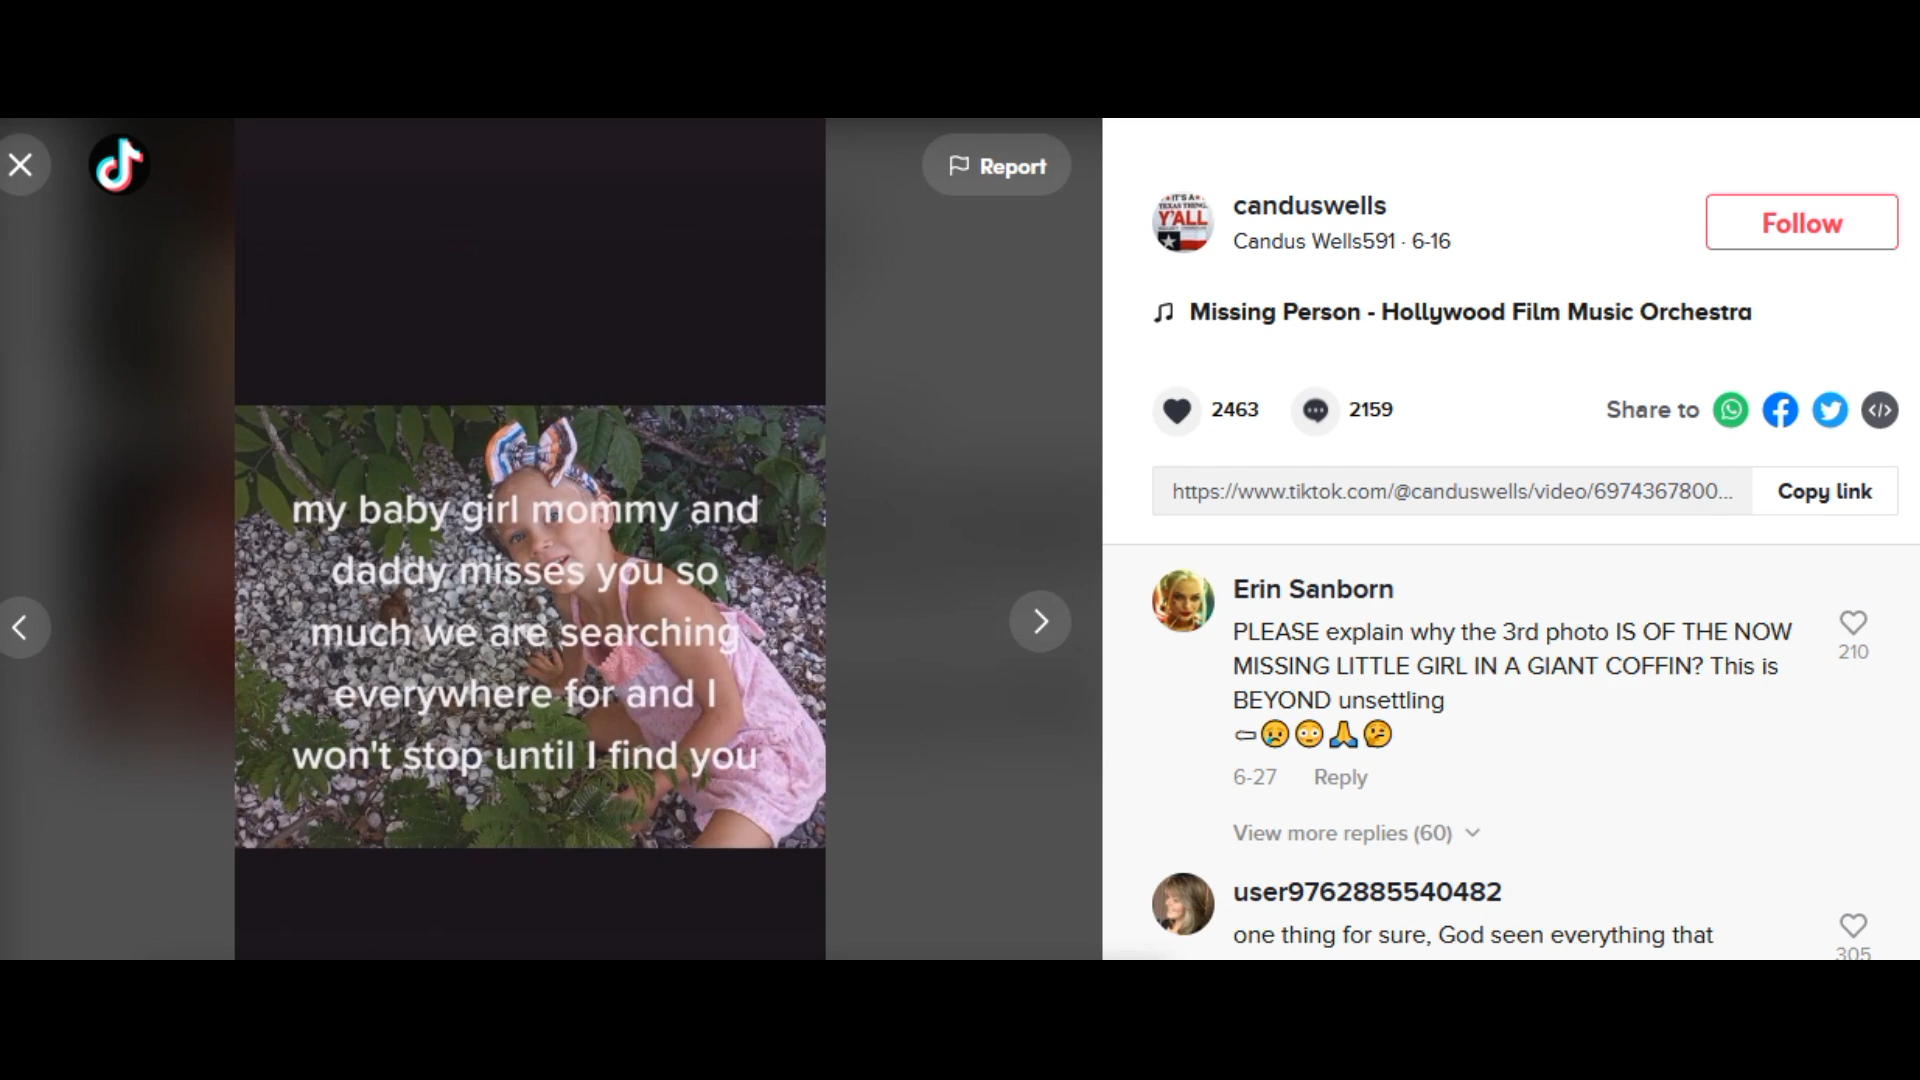 Report
my baby girl mommy and
daddy misses you so
much we are searching
everywhere for and I
won't stop until I find you
IT'S A
TEXAS THING
Y'ALL
canduswells
Candus Wells591 · 6-16
Follow
Missing Person - Hollywood Film Music Orchestra
2463
2159
Share to
https://www.tiktok.com/@canduswells/video/6974367800...
Copy link
Erin Sanborn
PLEASE explain why the 3rd photo IS OF THE NOW
MISSING LITTLE GIRL IN A GIANT COFFIN? This is
BEYOND unsettling
⇦😢😳🙏🤔
210
6-27 Reply
View more replies (60)
user9762885540482
one thing for sure, God seen everything that
305